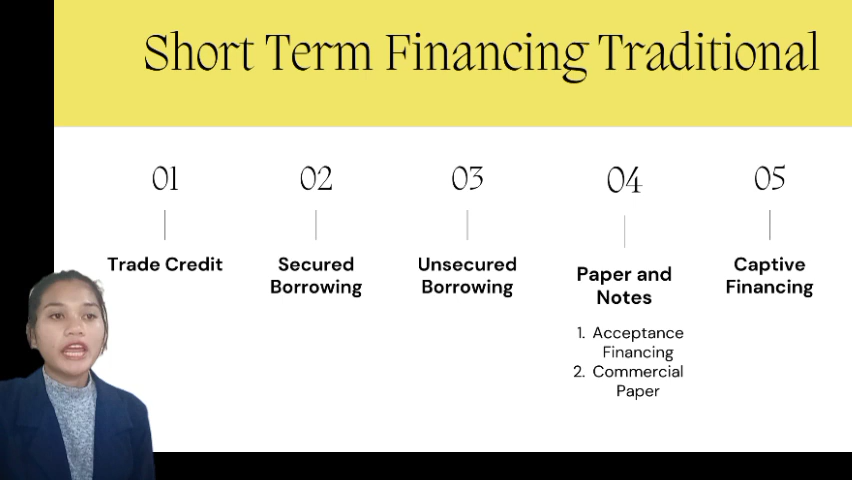 Short Term Financing Traditional
01
Trade Credit
02
Secured
Borrowing
03
Unsecured
Borrowing
04
Paper and
Notes
1. Acceptance
Financing
2. Commercial
Paper
05
Captive
Financing